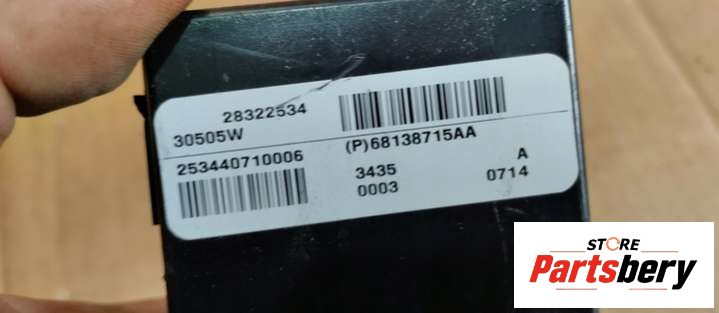 28322534
30505W
(P)68138715AA
253440710006
3435
A
0003
0714
STORE
Partsbery